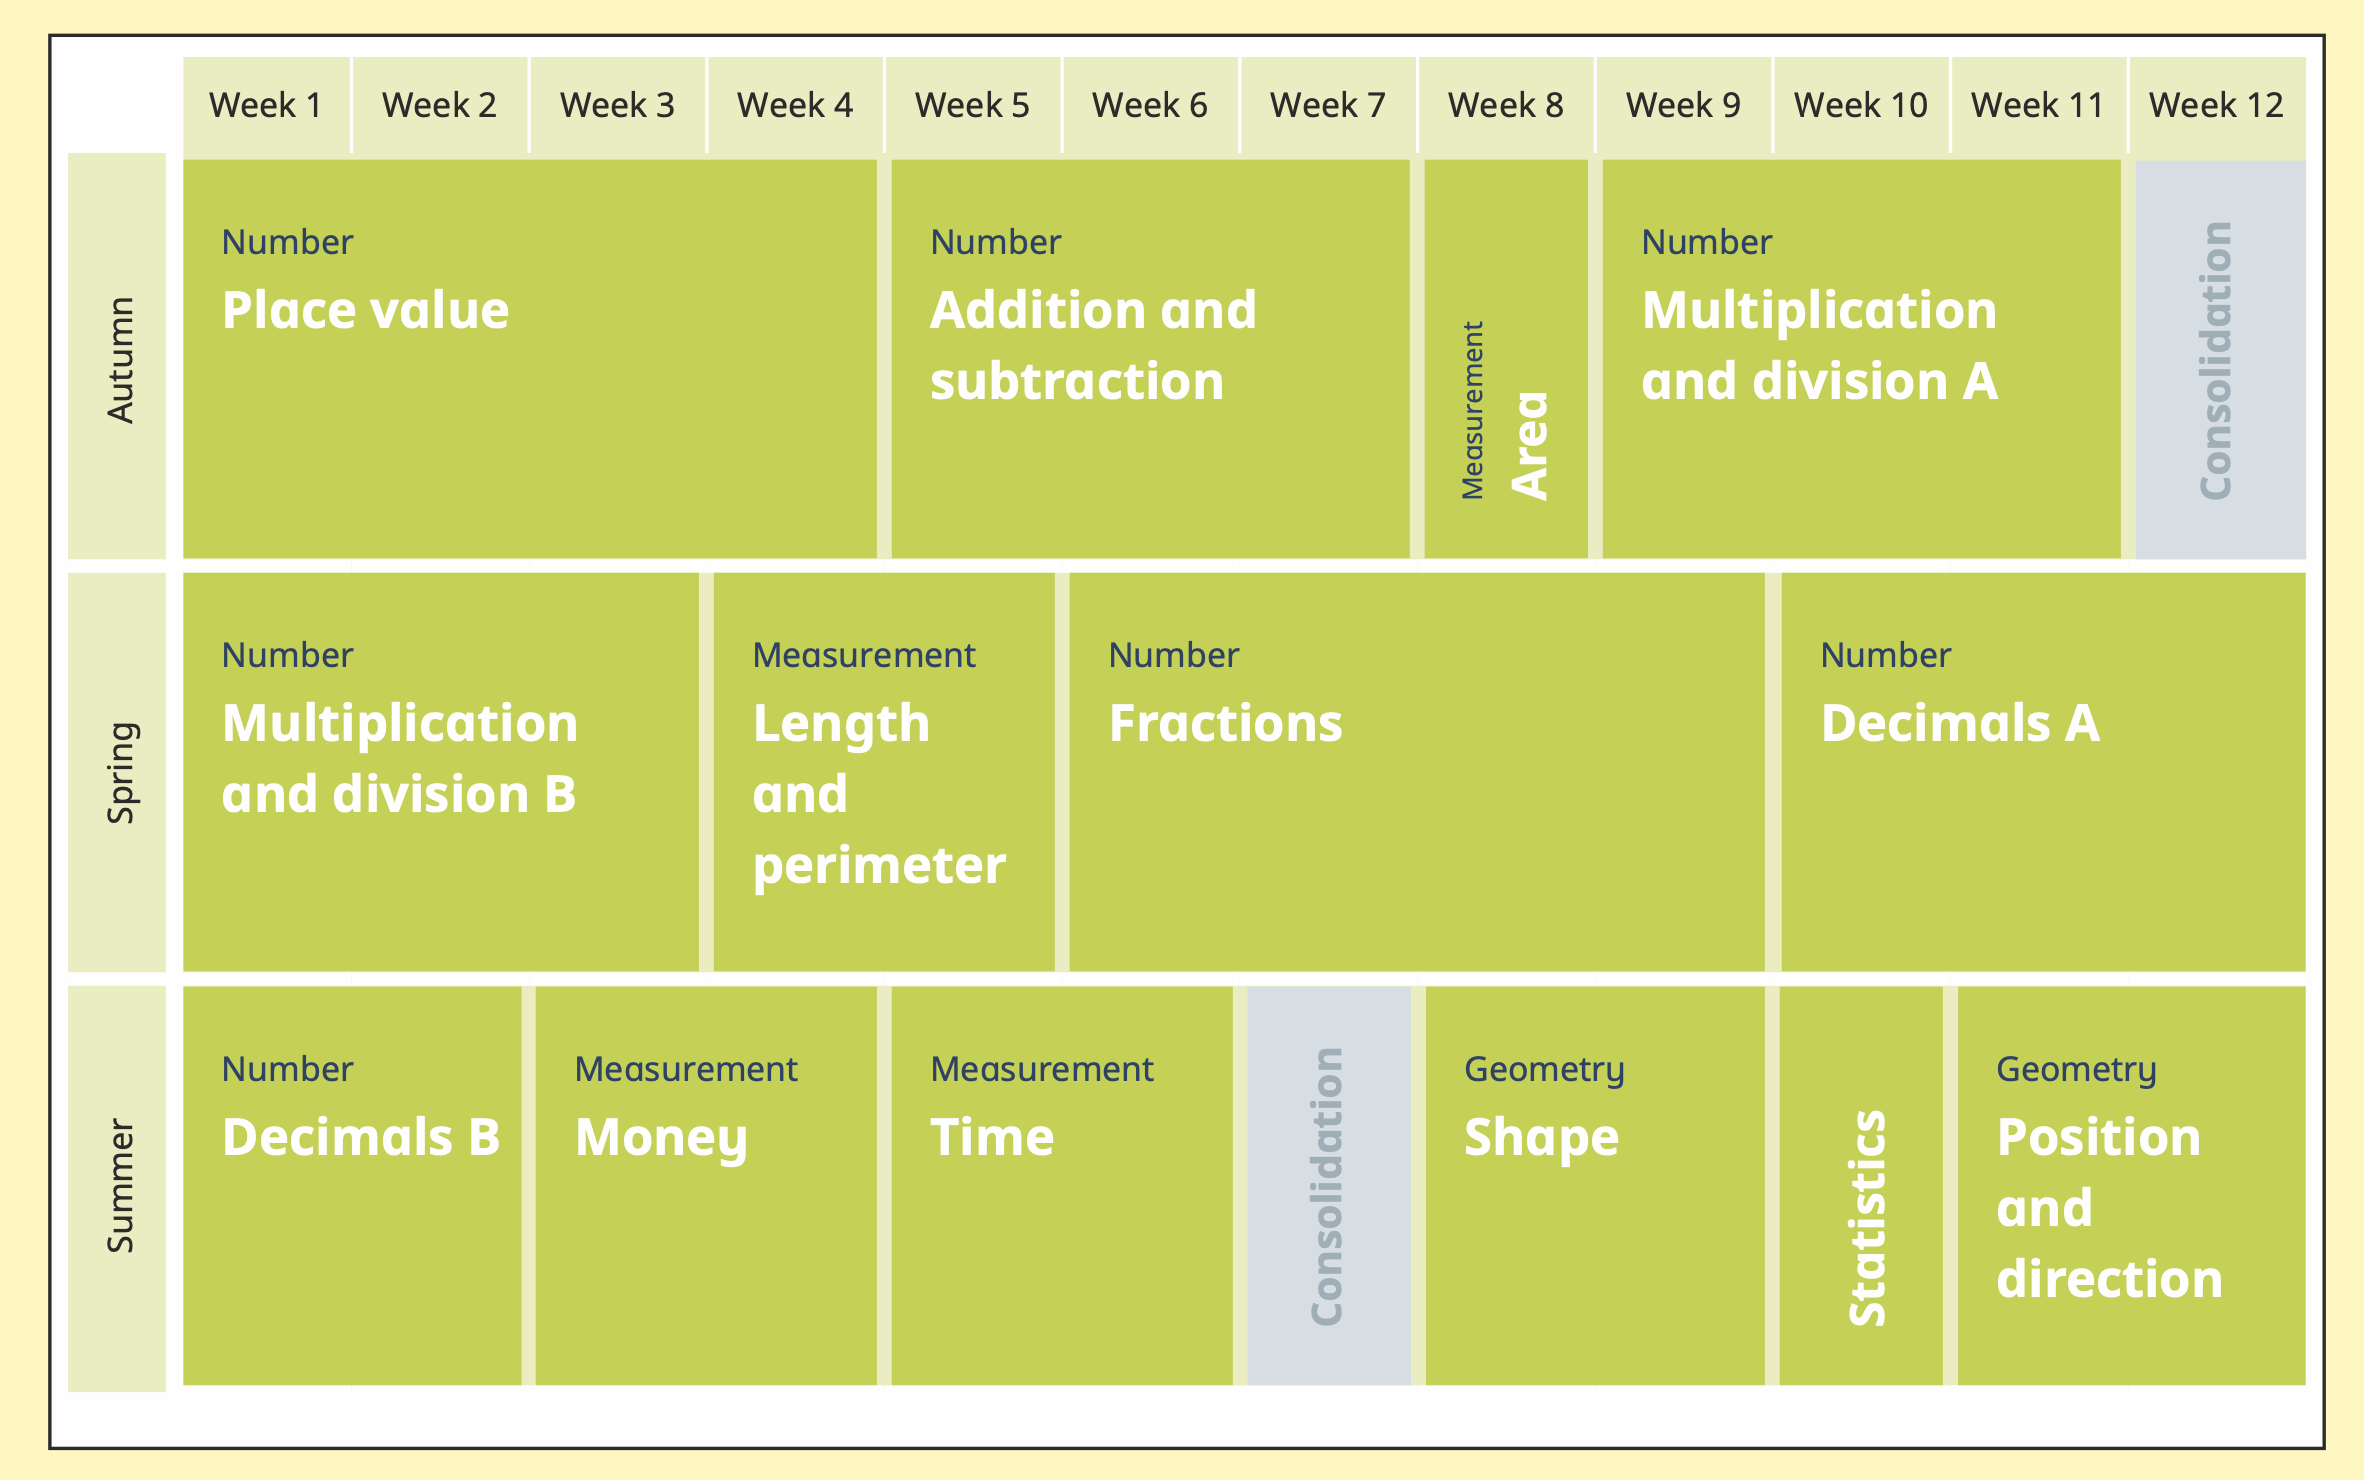 Week 1
Week 2
Week 3
Week 4
Week 5
Week 6
Week 7
Week 8
Week 9
Week 10
Week 11
Week 12
Autumn
Number
Place value
Number
Addition and
subtraction
Measurement
Area
Number
Multiplication
and division A
Consolidation
Spring
Number
Multiplication
and division B
Measurement
Length
and
perimeter
Number
Fractions
Number
Decimals A
Summer
Number
Decimals B
Measurement
Money
Measurement
Time
Consolidation
Geometry
Shape
Statistics
Geometry
Position
and
direction